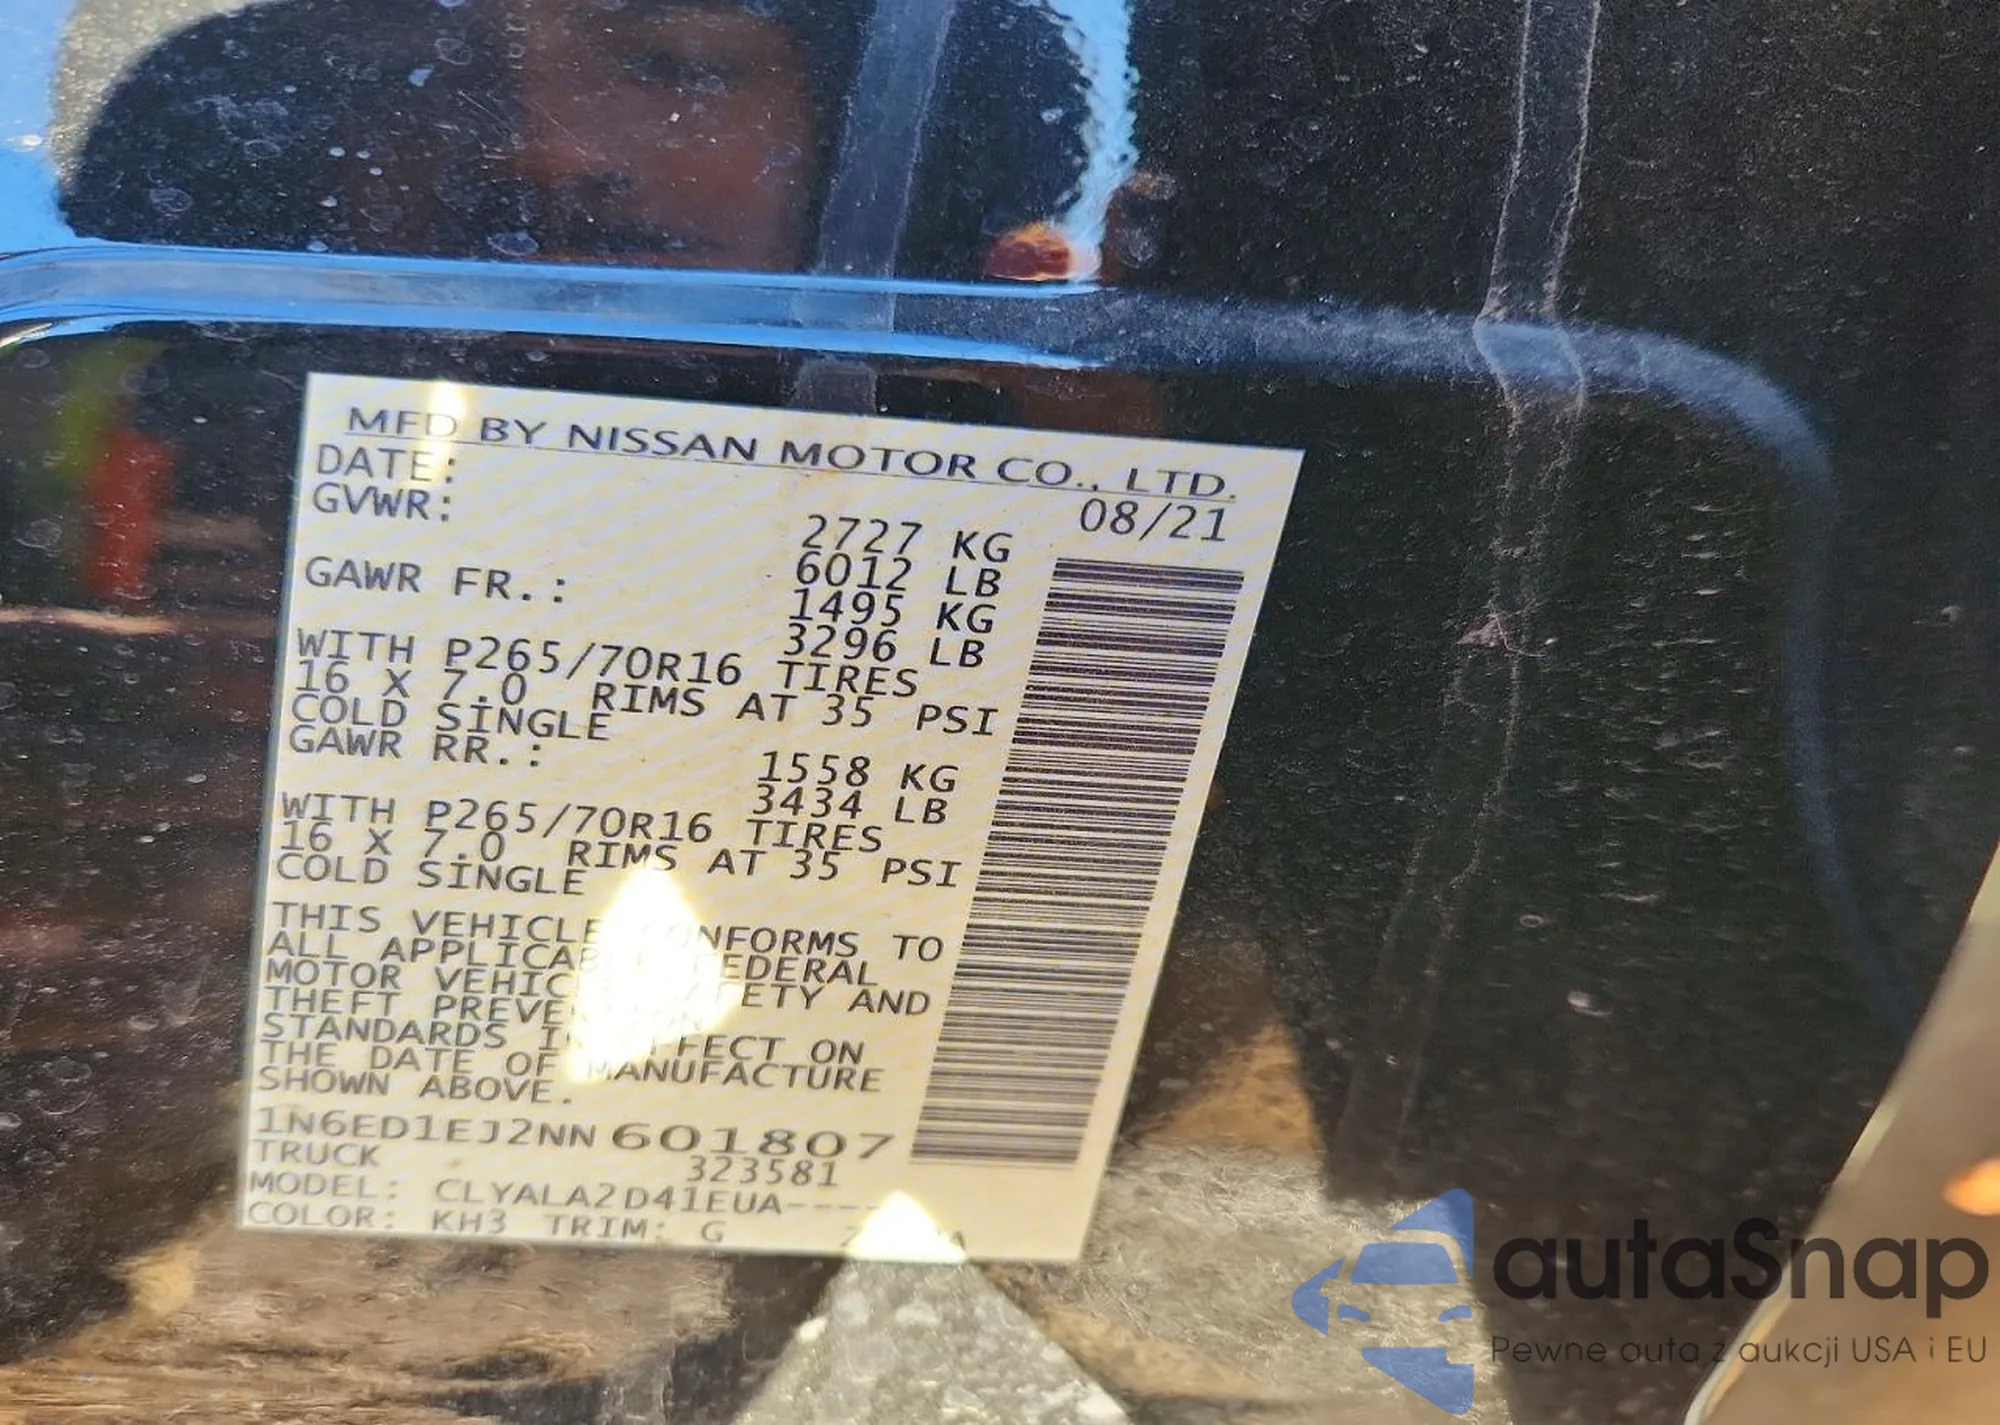 MFD BY NISSAN MOTOR CO., LTD.
DATE: 08/21
GVWR: 2727 KG
6012 LB
GAWR FR.: 1495 KG
3296 LB
WITH P265/70R16 TIRES
16 X 7.0 RIMS AT 35 PSI
COLD SINGLE
GAWR RR.: 1558 KG
3434 LB
WITH P265/70R16 TIRES
16 X 7.0 RIMS AT 35 PSI
COLD SINGLE
THIS VEHICLE CONFORMS TO
ALL APPLICABLE FEDERAL
MOTOR VEHICLE SAFETY AND
THEFT PREVENTION
STANDARDS IN EFFECT ON
THE DATE OF MANUFACTURE
SHOWN ABOVE.
1N6ED1EJ2NN601807
TRUCK 323581
MODEL: CLYALA2D41EUA----
COLOR: KH3 TRIM: G
autaSnap
Pewne auta z aukcji USA i EU